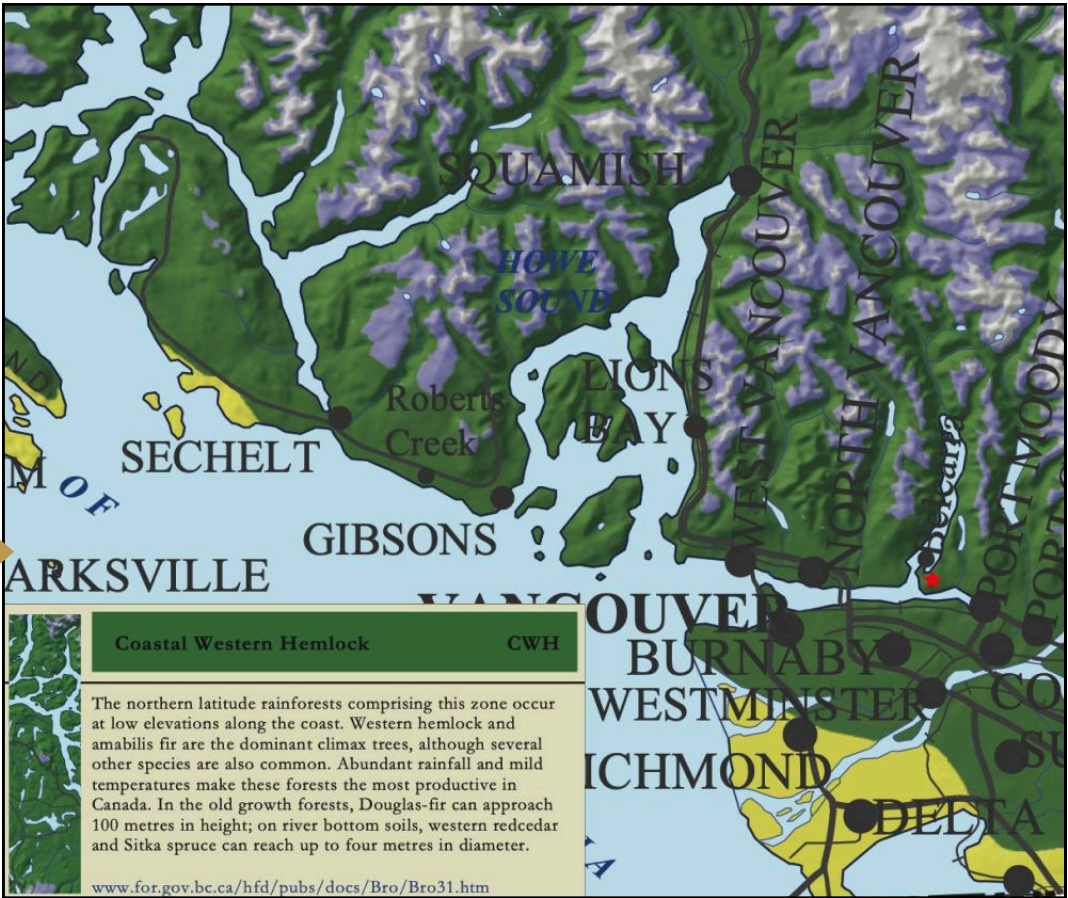 SQUAMISH
WEST VANCOUVER
NORTH VANCOUVER
HOWE
SOUND
LIONS
BAY
Roberts
Creek
SECHELT
OF
GIBSONS
ARKSVILLE
Belcarra
PORT MOODY
VANCOUVER
BURNABY
WESTMINSTER
ICHMOND
DELTA
Coastal Western Hemlock CWH
The northern latitude rainforests comprising this zone occur
at low elevations along the coast. Western hemlock and
amabilis fir are the dominant climax trees, although several
other species are also common. Abundant rainfall and mild
temperatures make these forests the most productive in
Canada. In the old growth forests, Douglas-fir can approach
100 metres in height; on river bottom soils, western redcedar
and Sitka spruce can reach up to four metres in diameter.
www.for.gov.bc.ca/hfd/pubs/docs/Bro/Bro31.htm